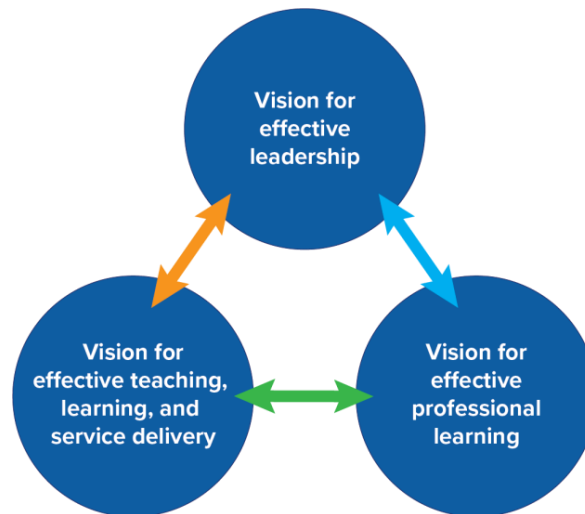 Vision for
effective
leadership
Vision for
effective teaching,
learning, and
service delivery
Vision for
effective
professional
learning